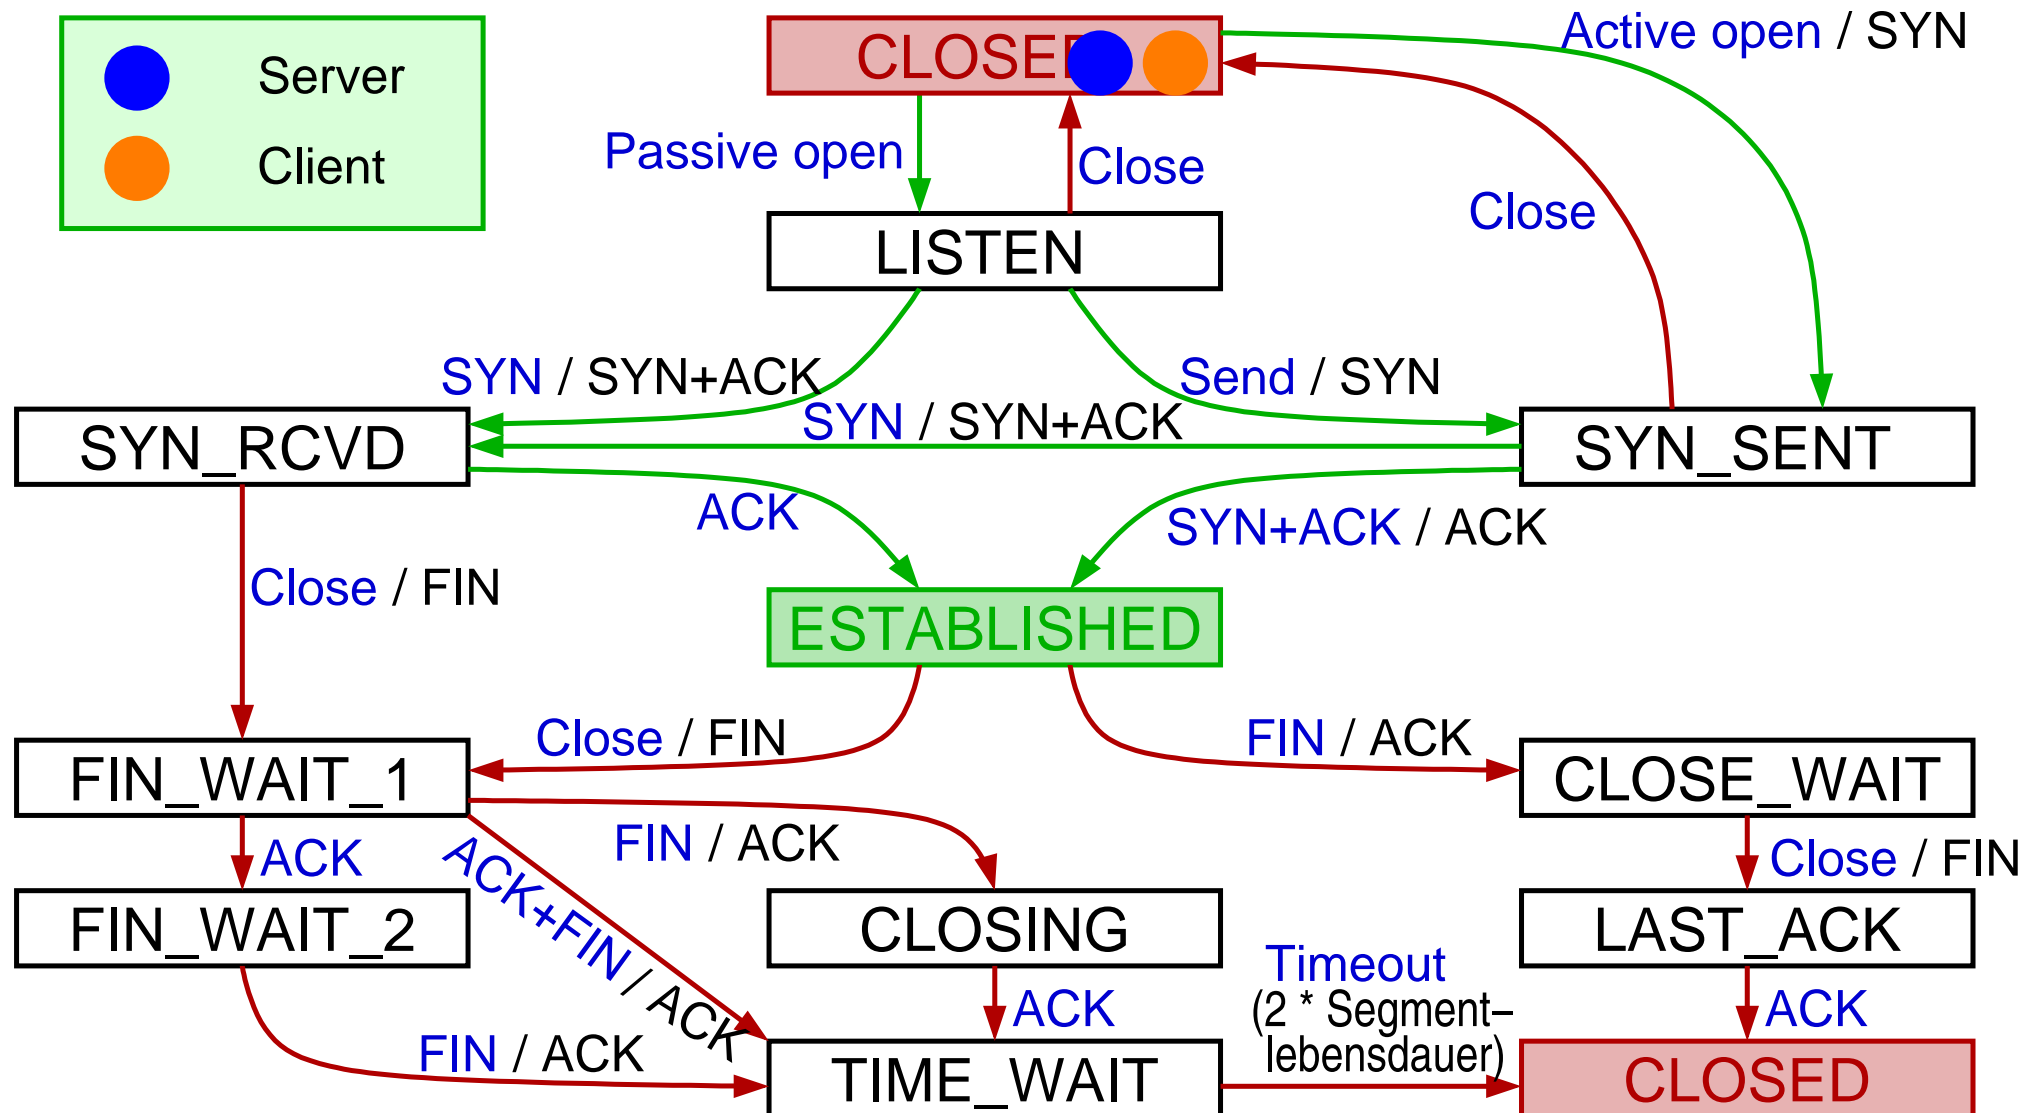 Server
Client
CLOSED
Active open / SYN
Passive open
Close
Close
LISTEN
SYN / SYN+ACK
Send / SYN
SYN / SYN+ACK
SYN_RCVD
SYN_SENT
ACK
SYN+ACK / ACK
Close / FIN
ESTABLISHED
Close / FIN
FIN / ACK
FIN_WAIT_1
CLOSE_WAIT
ACK
ACK+FIN / ACK
FIN / ACK
Close / FIN
FIN_WAIT_2
CLOSING
LAST_ACK
Timeout
(2 * Segment–
lebensdauer)
ACK
ACK
FIN / ACK
TIME_WAIT
CLOSED